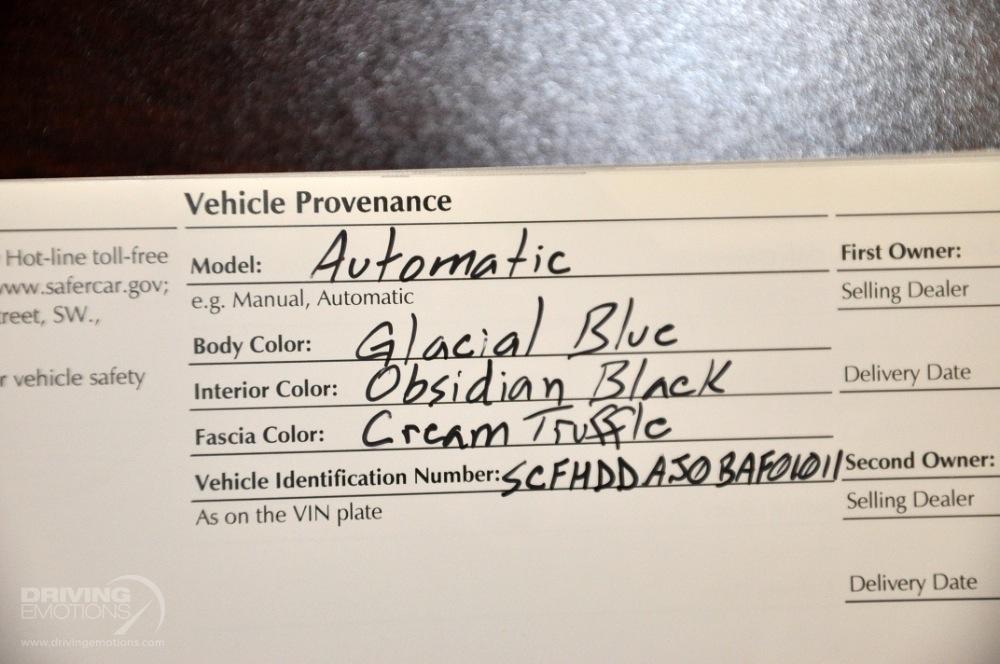 Vehicle Provenance
Hot-line toll-free
www.safercar.gov;
reet, SW.,
r vehicle safety
Model: Automatic
e.g. Manual, Automatic
Body Color: Glacial Blue
Interior Color: Obsidian Black
Fascia Color: Cream Truffle
Vehicle Identification Number: SCFHDDAJ0BAF01011
As on the VIN plate
First Owner:
Selling Dealer
Delivery Date
Second Owner:
Selling Dealer
Delivery Date
DRIVING
EMOTIONS
www.drivingemotions.com